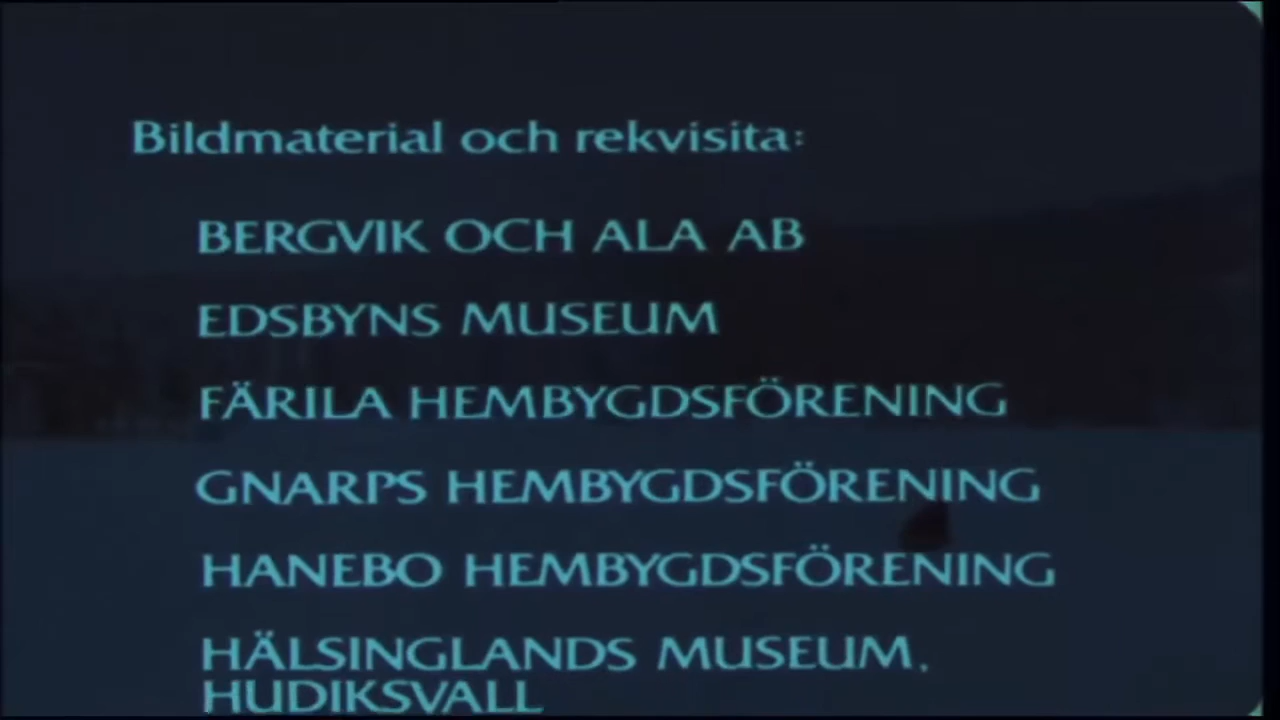 Bildmaterial och rekvisita:
BERGVIK OCH ALA AB
EDSBYNS MUSEUM
FÄRILA HEMBYGDSFÖRENING
GNARPS HEMBYGDSFÖRENING
HANEBO HEMBYGDSFÖRENING
HÄLSINGLANDS MUSEUM,
HUDIKSVALL